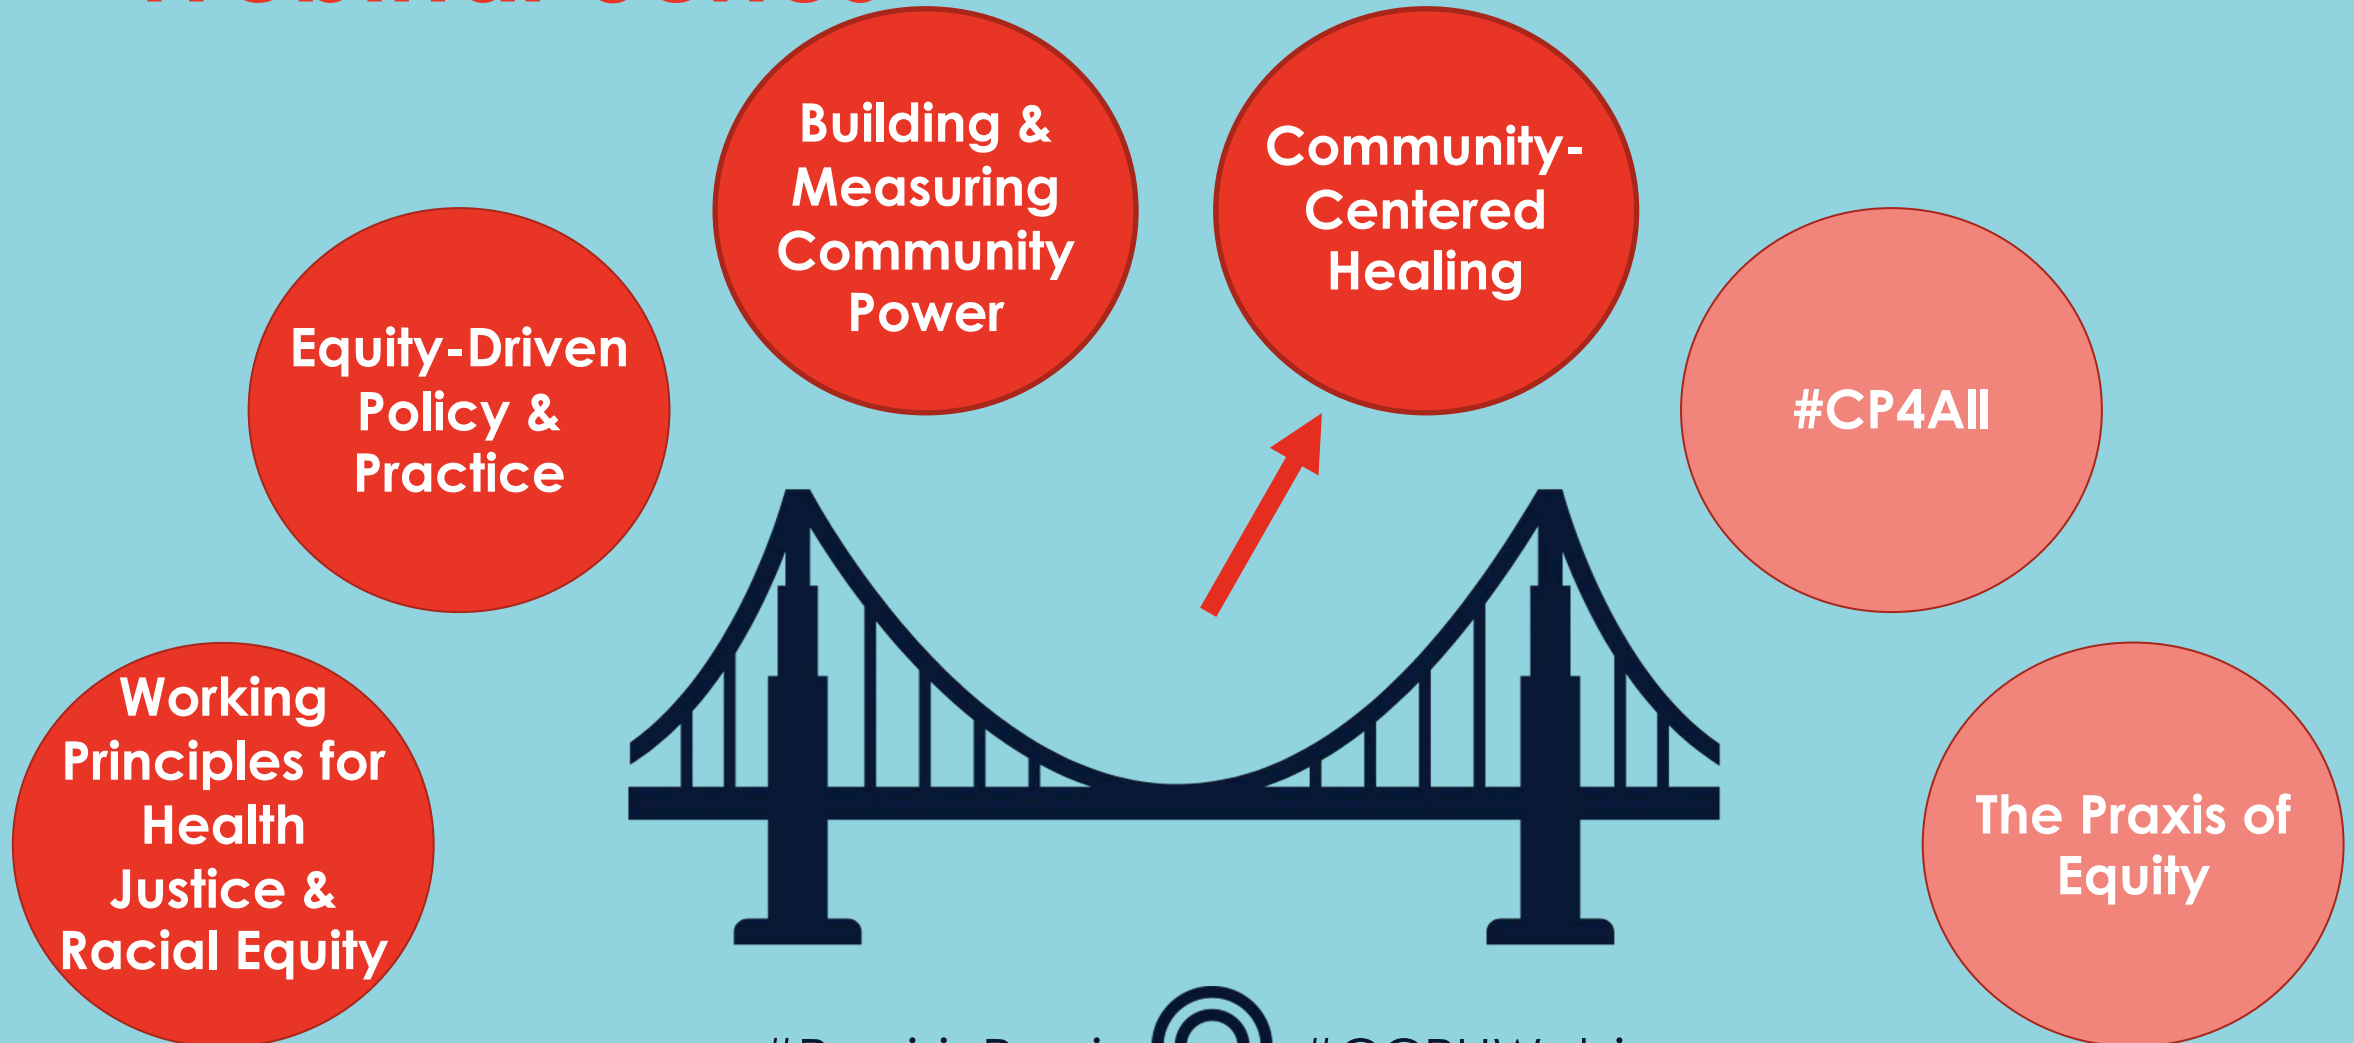 Building &
Measuring
Community
Power
Community-
Centered
Healing
Equity-Driven
Policy &
Practice
#CP4All
Working
Principles for
Health
Justice &
Racial Equity
The Praxis of
Equity